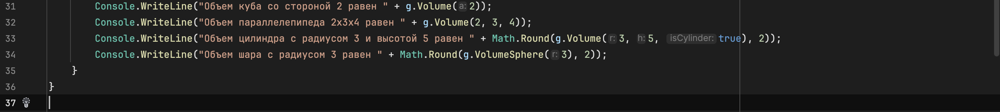 31 Console.WriteLine("Объем куба со стороной 2 равен " + g.Volume(a:2));
32 Console.WriteLine("Объем параллелепипеда 2x3x4 равен " + g.Volume(2, 3, 4));
33 Console.WriteLine("Объем цилиндра с радиусом 3 и высотой 5 равен " + Math.Round(g.Volume(r:3, h:5, isCylinder:true), 2));
34 Console.WriteLine("Объем шара с радиусом 3 равен " + Math.Round(g.VolumeSphere(r:3), 2));
35 }
36 }
37